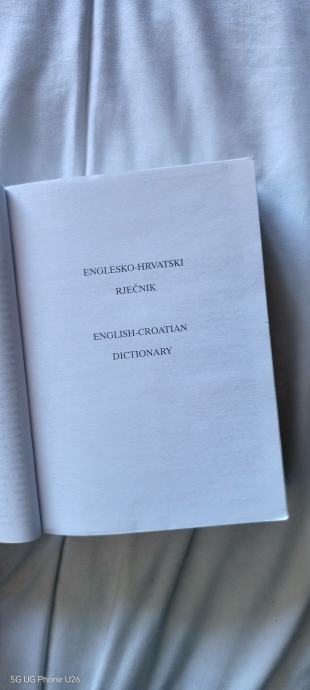 ENGLESKO-HRVATSKI
RJEČNIK
ENGLISH-CROATIAN
DICTIONARY
5G UG Phone U26